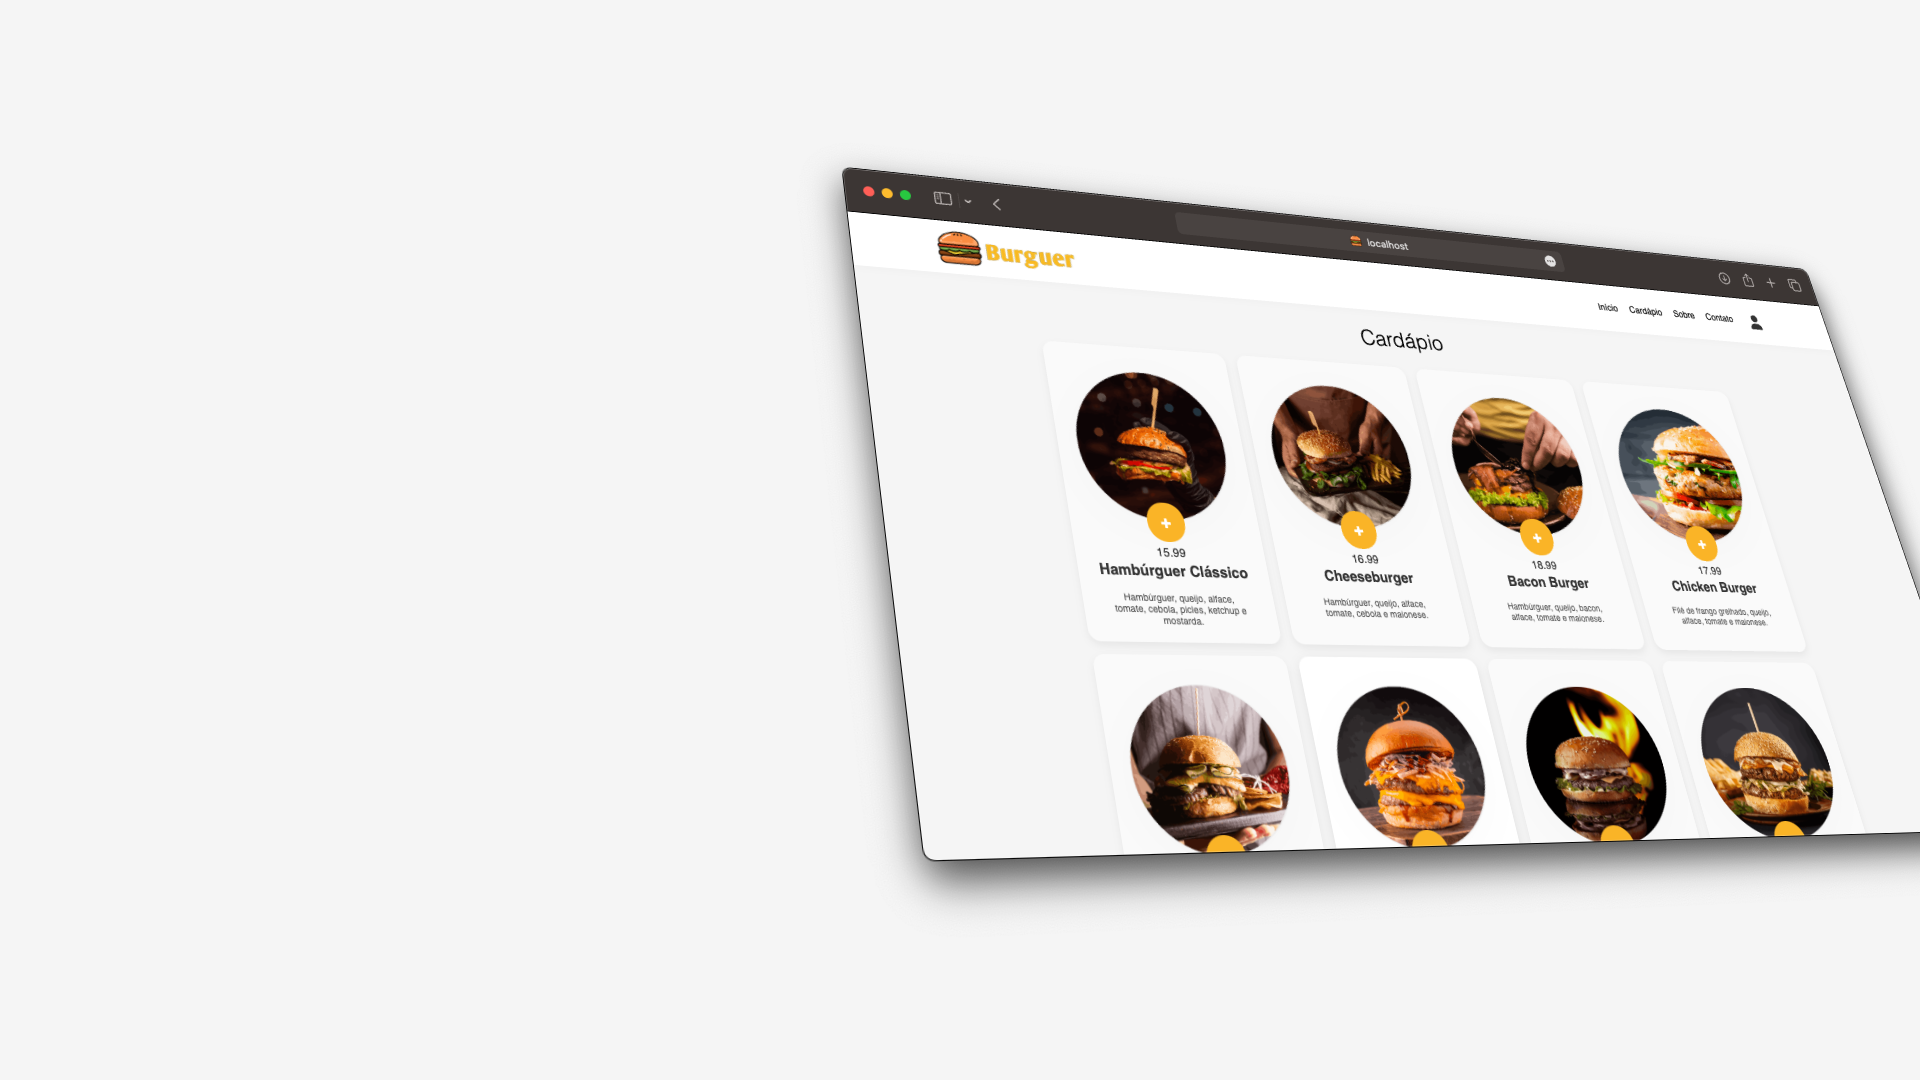 localhost
Burguer
Início Cardápio Sobre Contato
Cardápio
15.99
Hambúrguer Clássico
Hambúrguer, queijo, alface,
tomate, cebola, picles, ketchup e
mostarda.
16.99
Cheeseburger
Hambúrguer, queijo, alface,
tomate, cebola e maionese.
18.99
Bacon Burger
Hambúrguer, queijo, bacon,
alface, tomate e maionese.
17.99
Chicken Burger
Filé de frango grelhado, queijo,
alface, tomate e maionese.